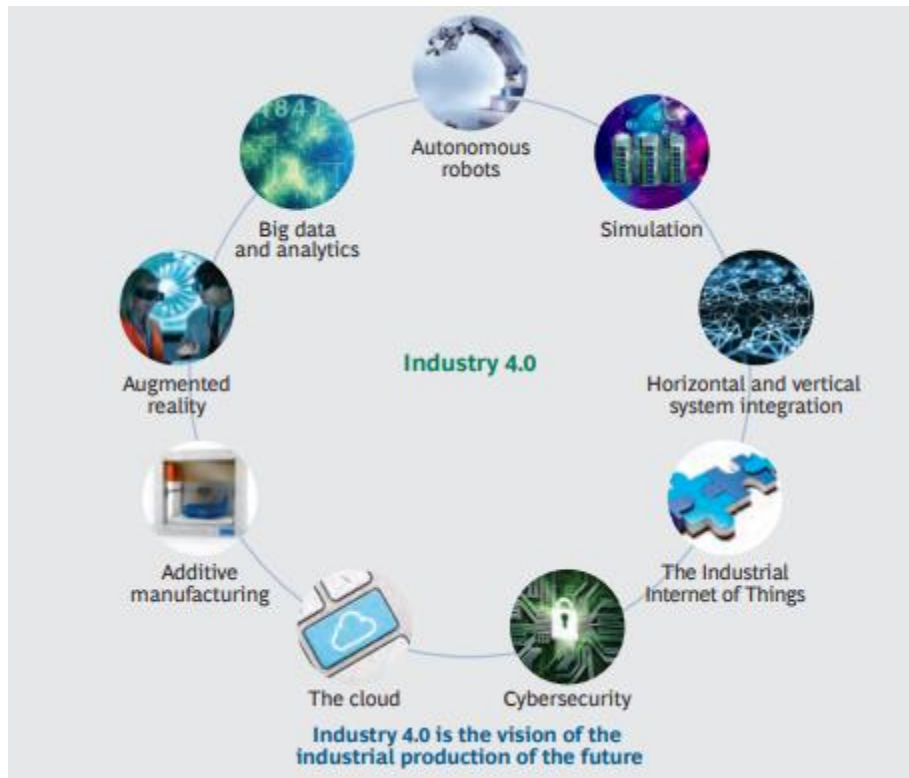 Autonomous
robots
Simulation
Horizontal and vertical
system integration
The Industrial
Internet of Things
Cybersecurity
The cloud
Additive
manufacturing
Augmented
reality
Big data
and analytics
Industry 4.0
Industry 4.0 is the vision of the
industrial production of the future